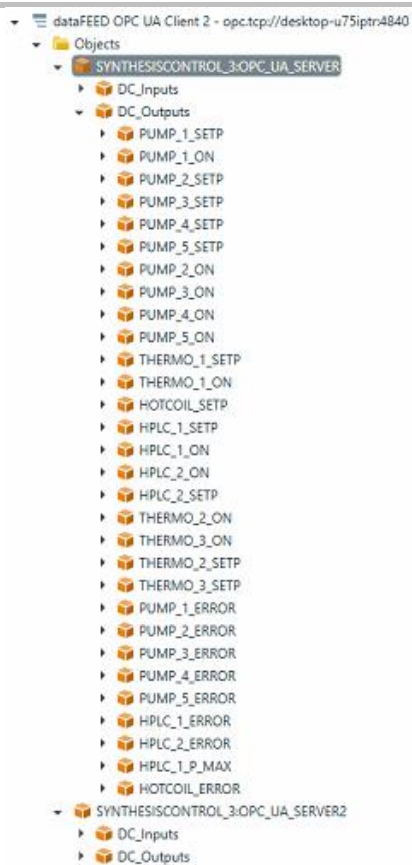 dataFEED OPC UA Client 2 - opc.tcp://desktop-u75iptr:4840
Objects
SYNTHESISCONTROL_3:OPC_UA_SERVER
DC_Inputs
DC_Outputs
PUMP_1_SETP
PUMP_1_ON
PUMP_2_SETP
PUMP_3_SETP
PUMP_4_SETP
PUMP_5_SETP
PUMP_2_ON
PUMP_3_ON
PUMP_4_ON
PUMP_5_ON
THERMO_1_SETP
THERMO_1_ON
HOTCOIL_SETP
HPLC_1_SETP
HPLC_1_ON
HPLC_2_ON
HPLC_2_SETP
THERMO_2_ON
THERMO_3_ON
THERMO_2_SETP
THERMO_3_SETP
PUMP_1_ERROR
PUMP_2_ERROR
PUMP_3_ERROR
PUMP_4_ERROR
PUMP_5_ERROR
HPLC_1_ERROR
HPLC_2_ERROR
HPLC_1_P_MAX
HOTCOIL_ERROR
SYNTHESISCONTROL_3:OPC_UA_SERVER2
DC_Inputs
DC_Outputs